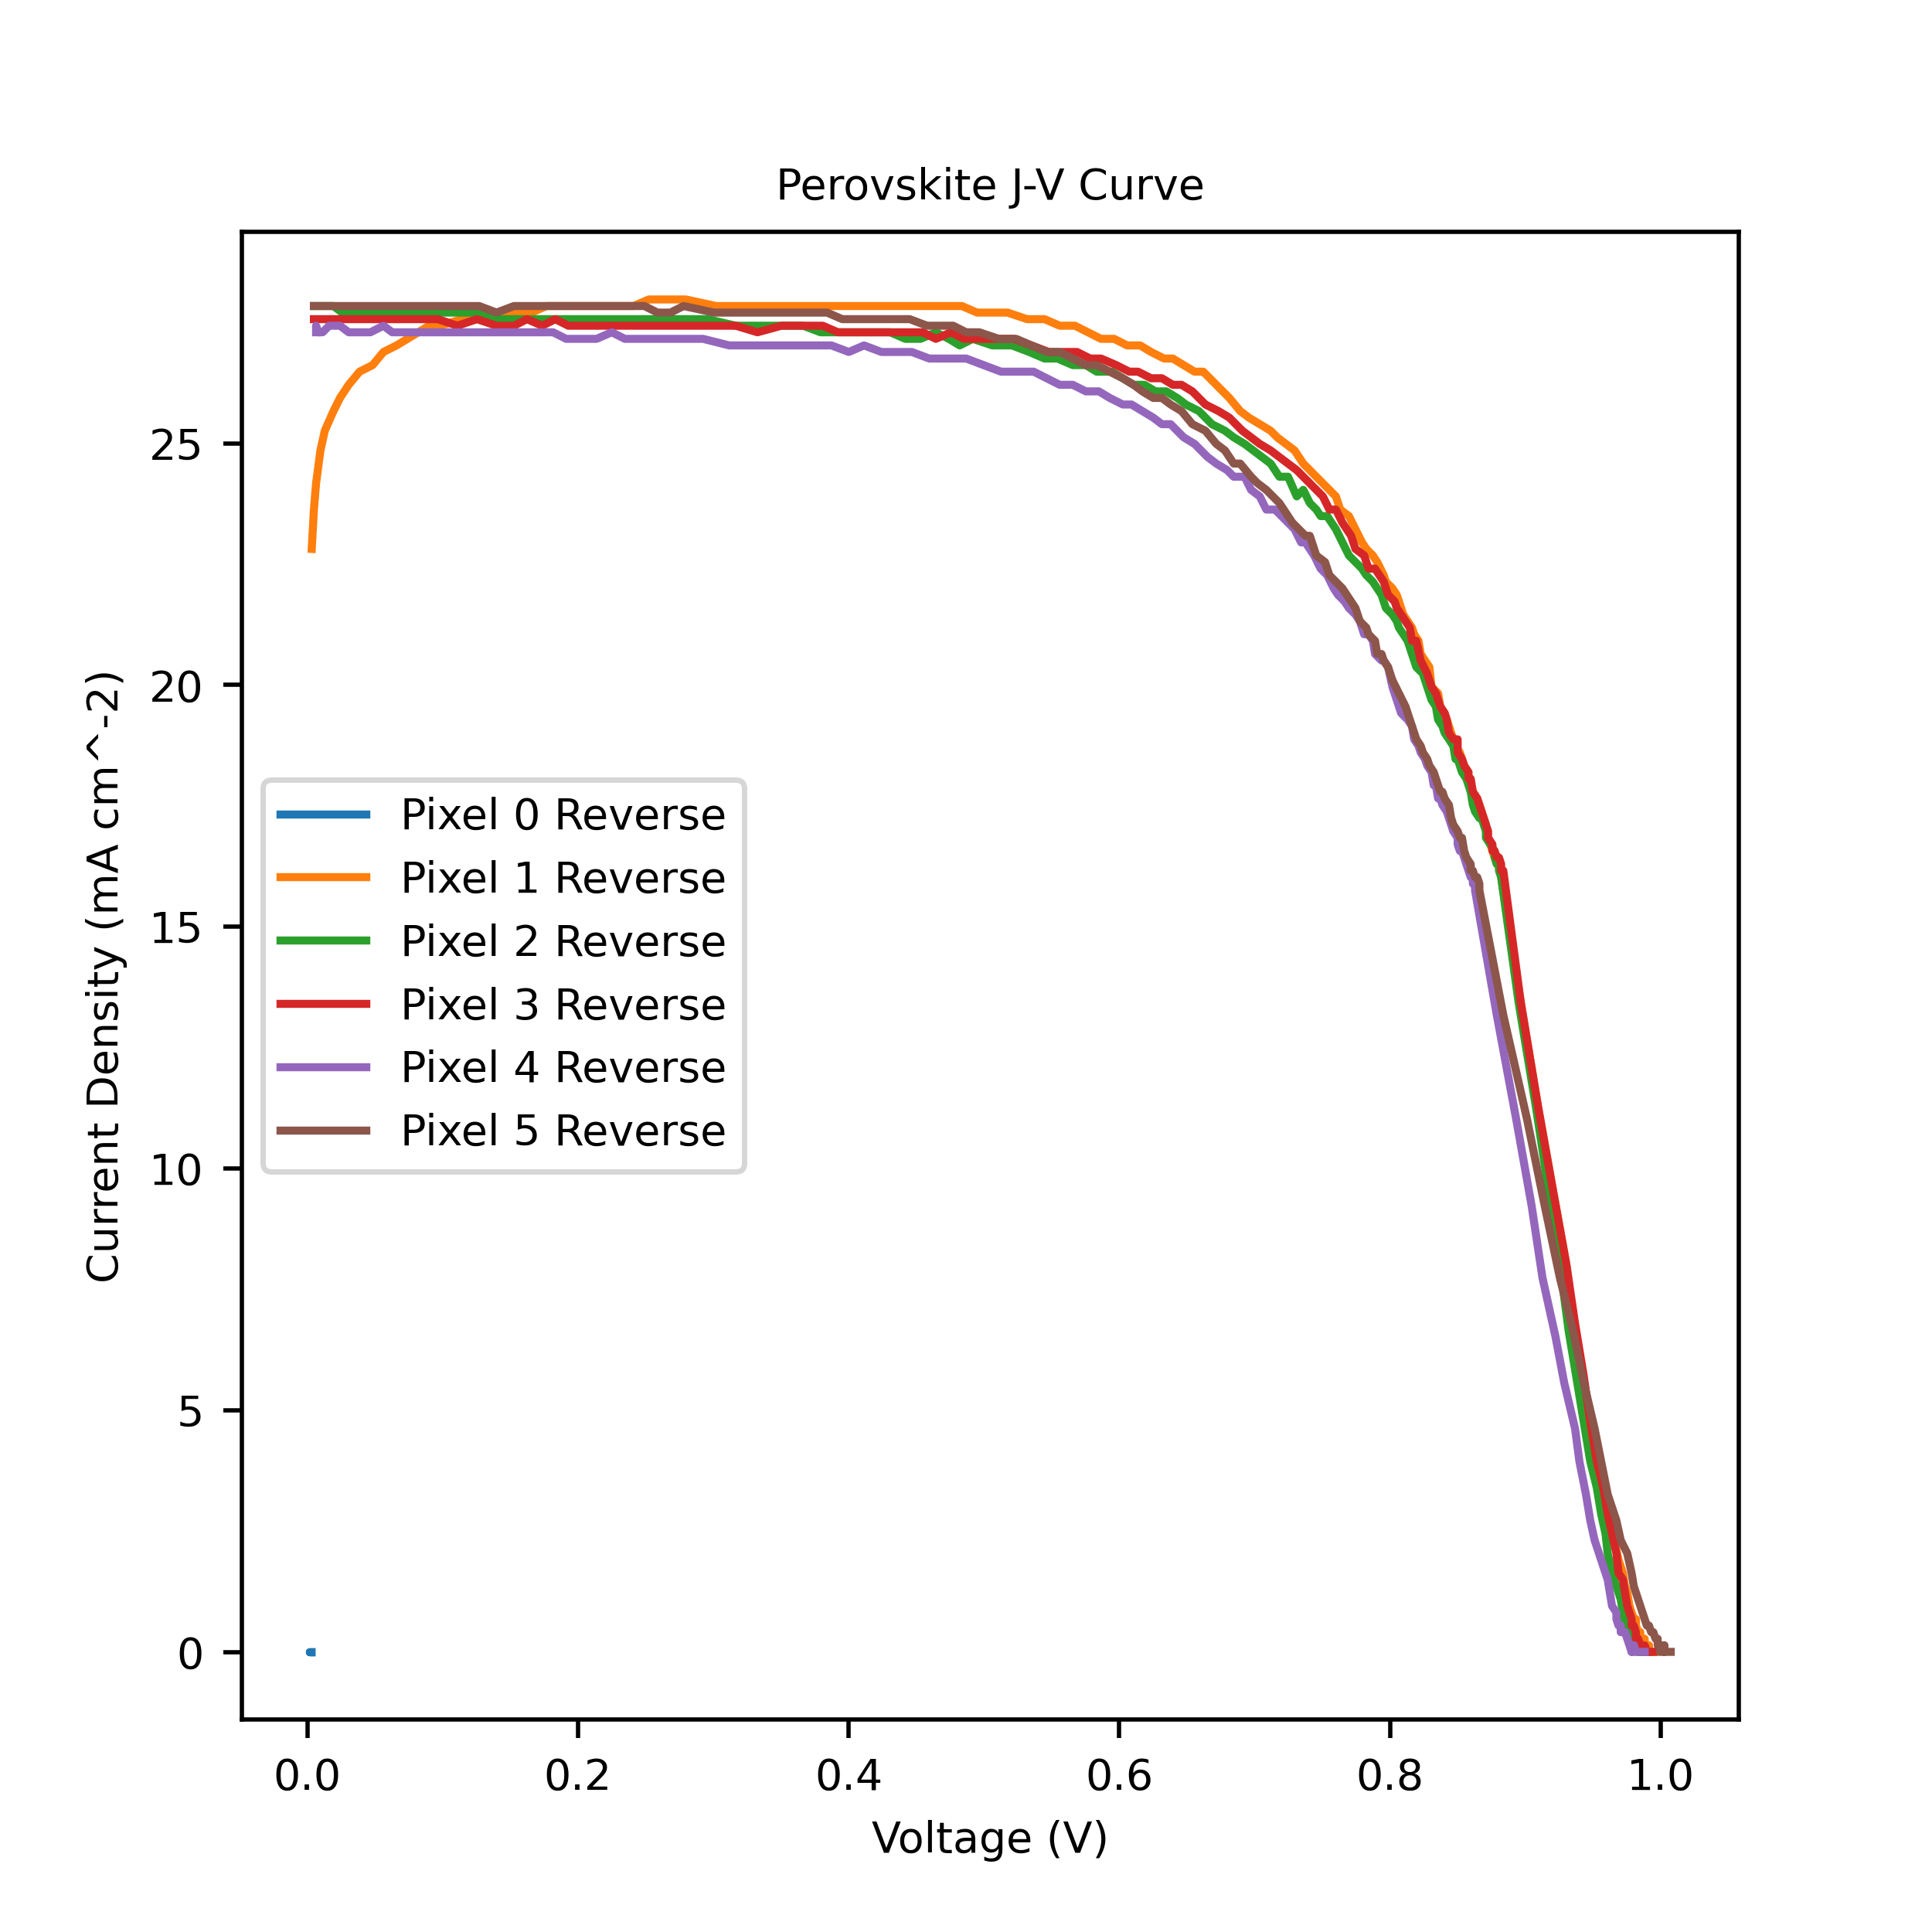 Perovskite J-V Curve
Current Density (mA cm^-2)
25
20
15
10
5
0
Pixel 0 Reverse
Pixel 1 Reverse
Pixel 2 Reverse
Pixel 3 Reverse
Pixel 4 Reverse
Pixel 5 Reverse
0.0 0.2 0.4 0.6 0.8 1.0
Voltage (V)